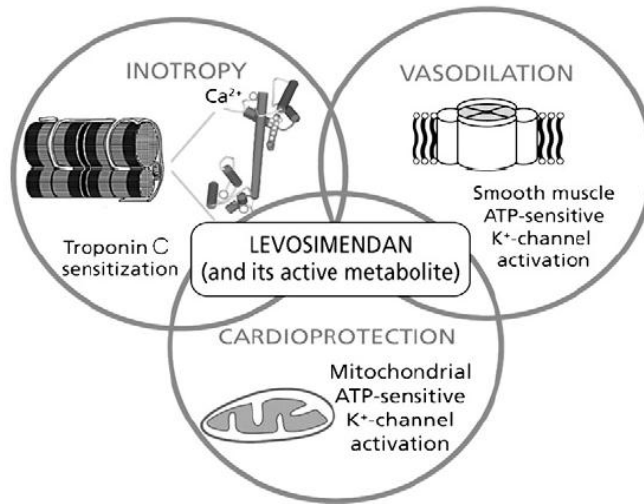 INOTROPY
Ca²⁺
Troponin C
sensitization
VASODILATION
Smooth muscle
ATP-sensitive
K⁺-channel
activation
LEVOSIMENDAN
(and its active metabolite)
CARDIOPROTECTION
Mitochondrial
ATP-sensitive
K⁺-channel
activation